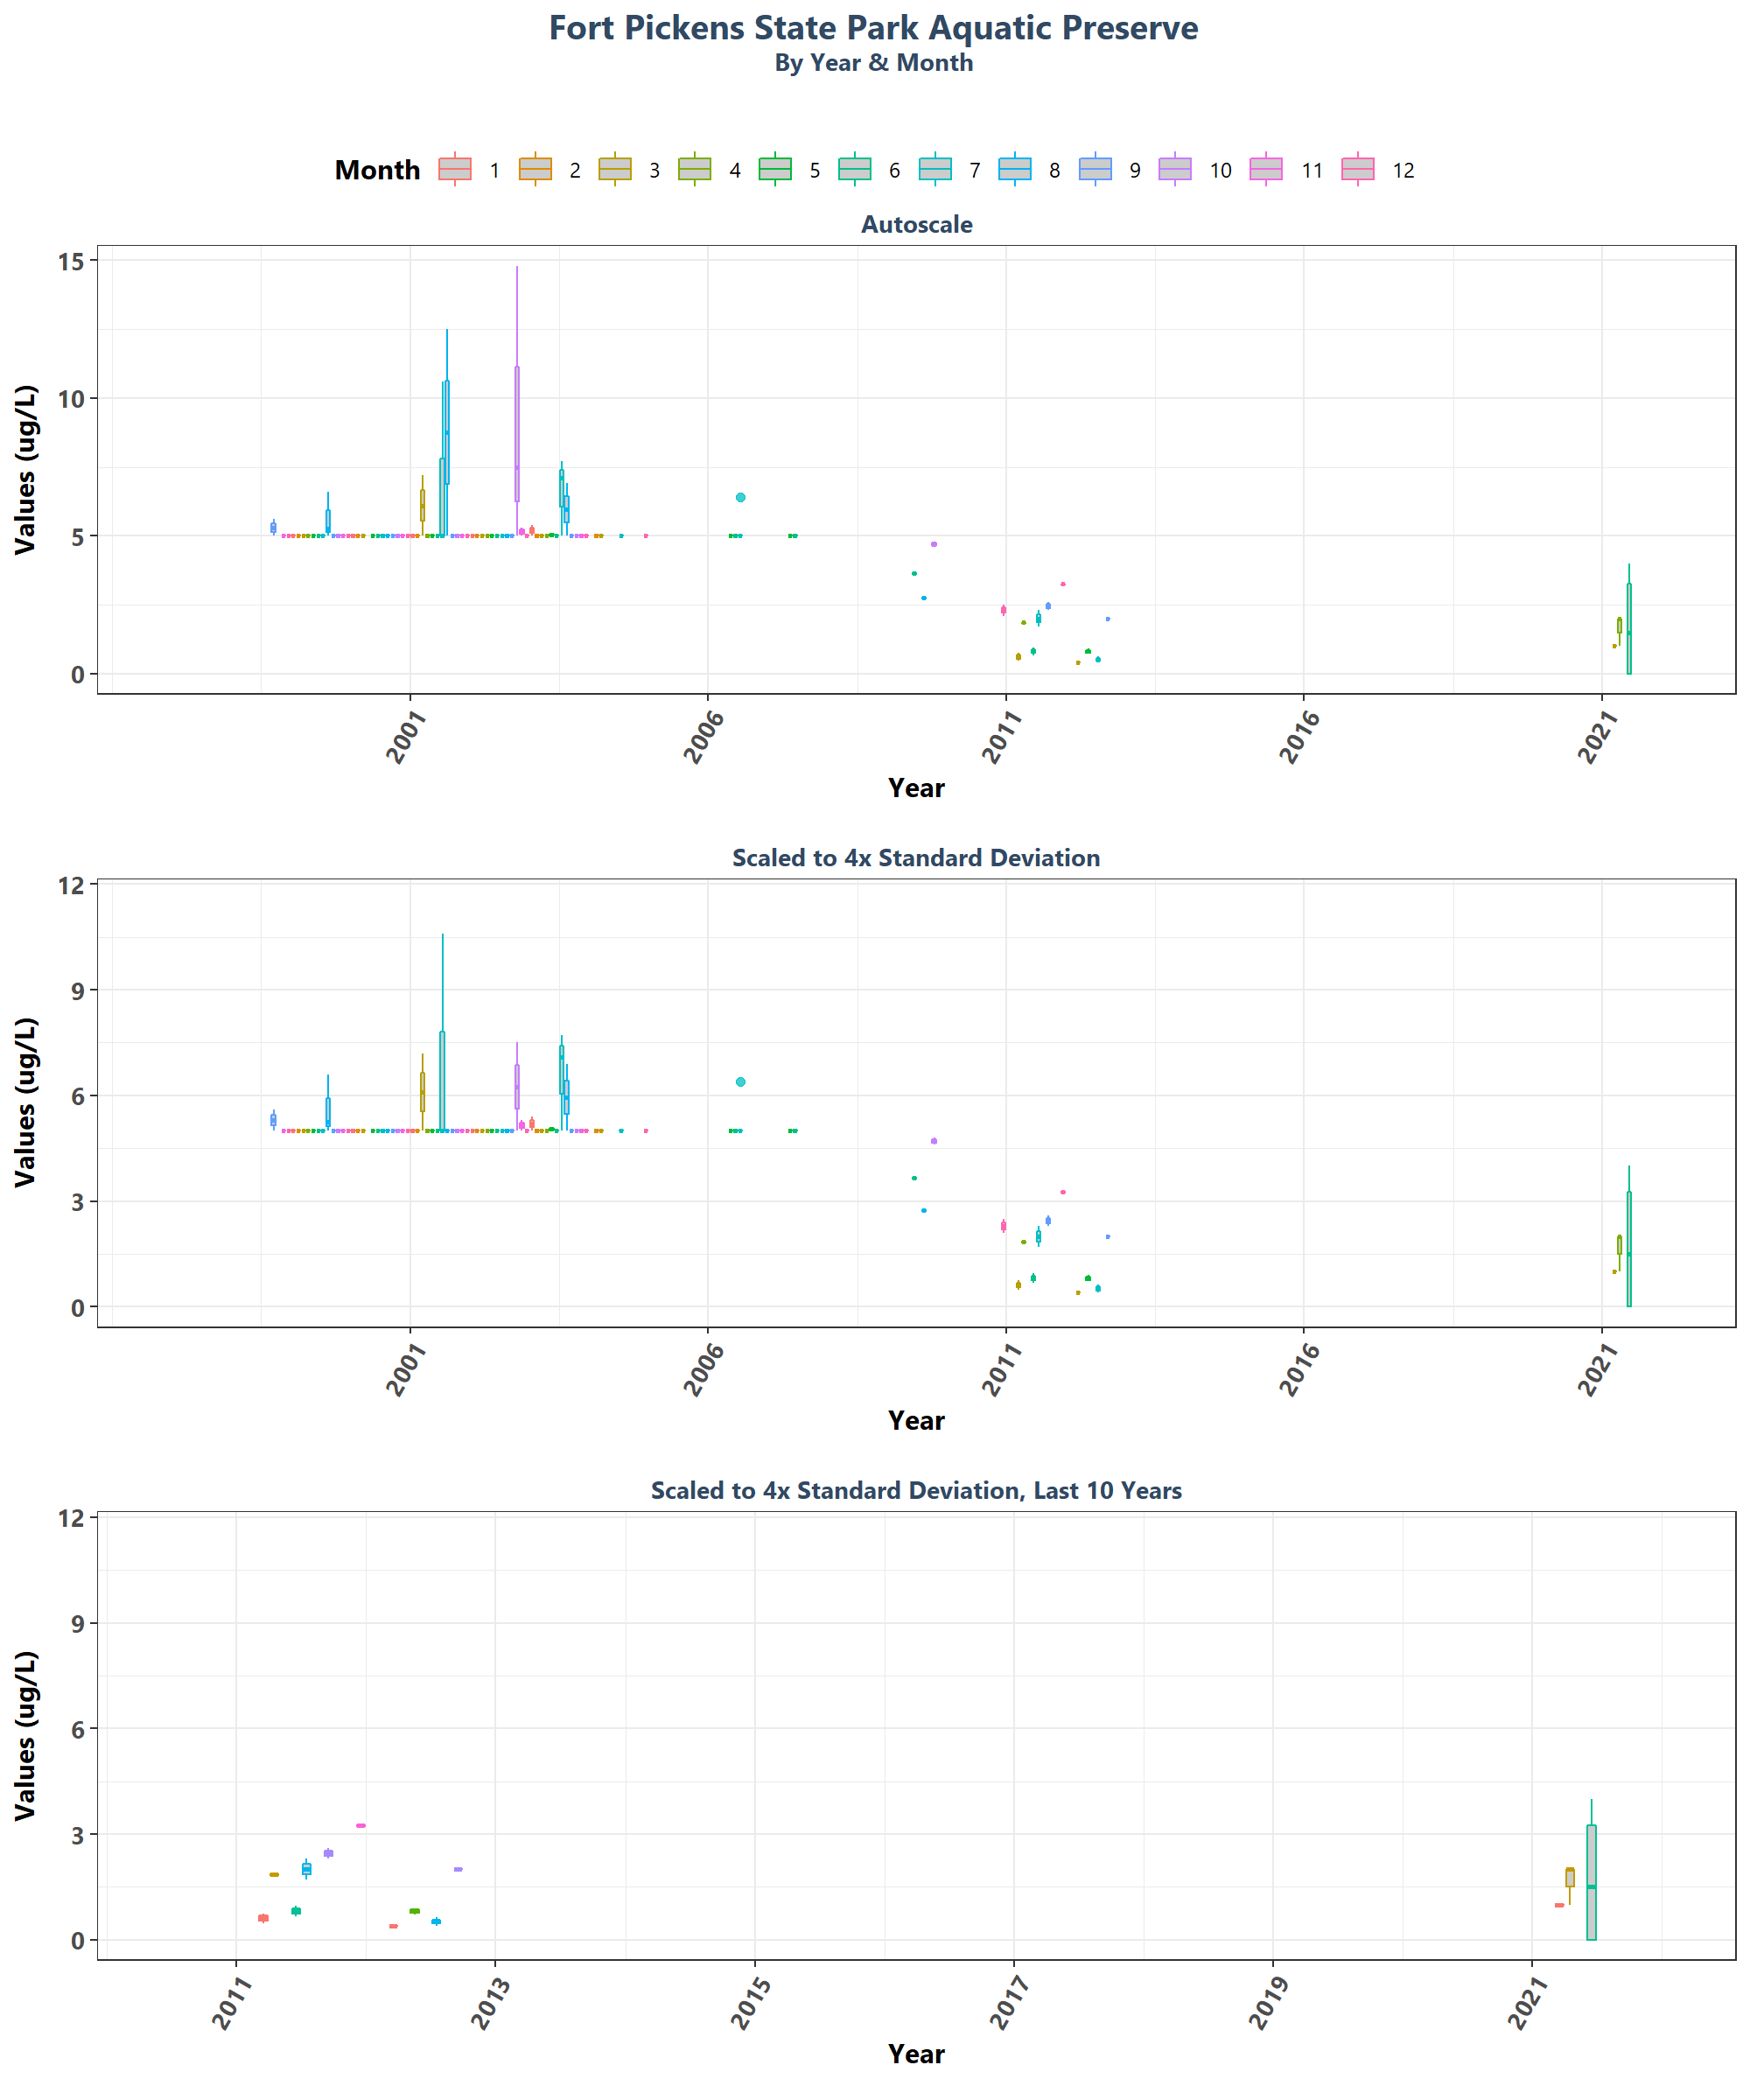 Fort Pickens State Park Aquatic Preserve
By Year & Month
Month 1 2 3 4 5 6 7 8 9 10 11 12
Autoscale
Values (ug/L)
15
10
5
0
2001 2006 2011 2016 2021
Year
Scaled to 4x Standard Deviation
Values (ug/L)
12
9
6
3
0
2001 2006 2011 2016 2021
Year
Scaled to 4x Standard Deviation, Last 10 Years
Values (ug/L)
12
9
6
3
0
2011 2013 2015 2017 2019 2021
Year